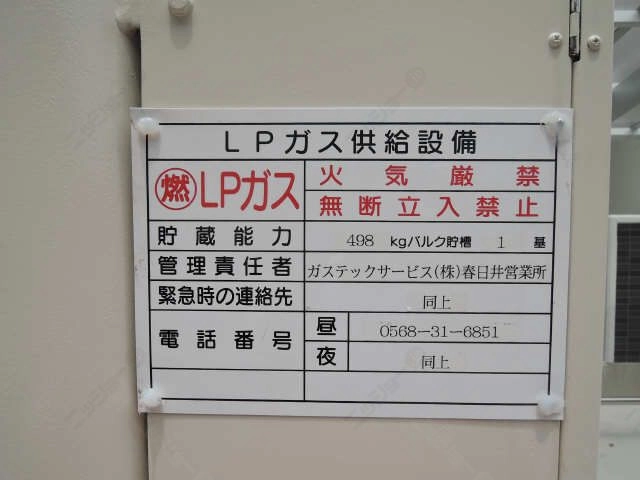 LPガス供給設備
燃 LPガス 火気厳禁
無断立入禁止
貯蔵能力 498 kgバルク貯槽 1 基
管理責任者 ガステックサービス(株)春日井営業所
緊急時の連絡先 同上
電話番号 昼 0568-31-6851
夜 同上